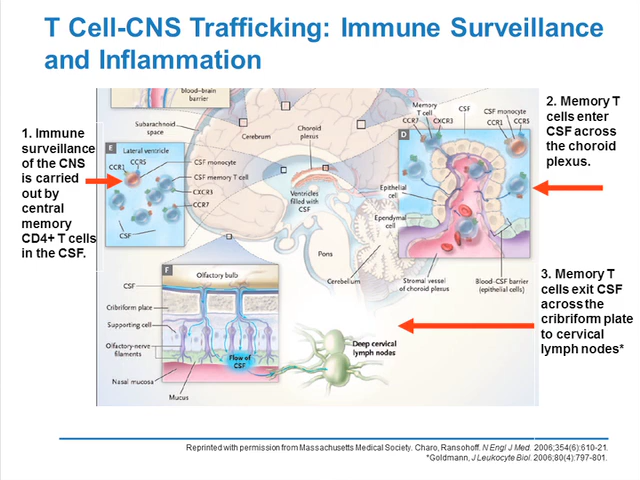 T Cell-CNS Trafficking: Immune Surveillance
and Inflammation
1. Immune
surveillance
of the CNS
is carried
out by
central
memory
CD4+ T cells
in the CSF.
blood–brain
barrier
Subarachnoid
space
Cerebrum
Choroid
plexus
Ventricles
filled with
CSF
Pons
Cerebellum
E
Lateral ventricle
CCR1
CCR5
CSF monocyte
CSF memory T cell
CXCR3
CCR7
CSF
D
Memory
T cell
CCR7
CXCR3
CSF
CSF monocyte
CCR1
CCR5
Epithelial
cell
Ependymal
cell
Stromal vessel
of choroid plexus
Blood–CSF barrier
(epithelial cells)
F
Olfactory bulb
CSF
Cribriform plate
Supporting cell
Olfactory-nerve
filaments
Nasal mucosa
Mucus
Flow of
CSF
Deep cervical
lymph nodes
2. Memory T
cells enter
CSF across
the choroid
plexus.
3. Memory T
cells exit CSF
across the
cribriform plate
to cervical
lymph nodes*
Reprinted with permission from Massachusetts Medical Society. Charo, Ransohoff. N Engl J Med. 2006;354(6):610-21.
*Goldmann, J Leukocyte Biol. 2006;80(4):797-801.